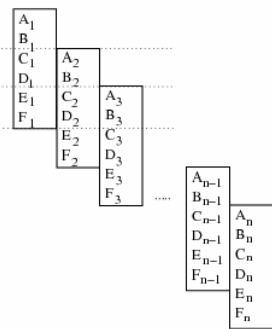 A1
B1
C1
D1
E1
F1
A2
B2
C2
D2
E2
F2
A3
B3
C3
D3
E3
F3
.....
An−1
Bn−1
Cn−1
Dn−1
En−1
Fn−1
An
Bn
Cn
Dn
En
Fn